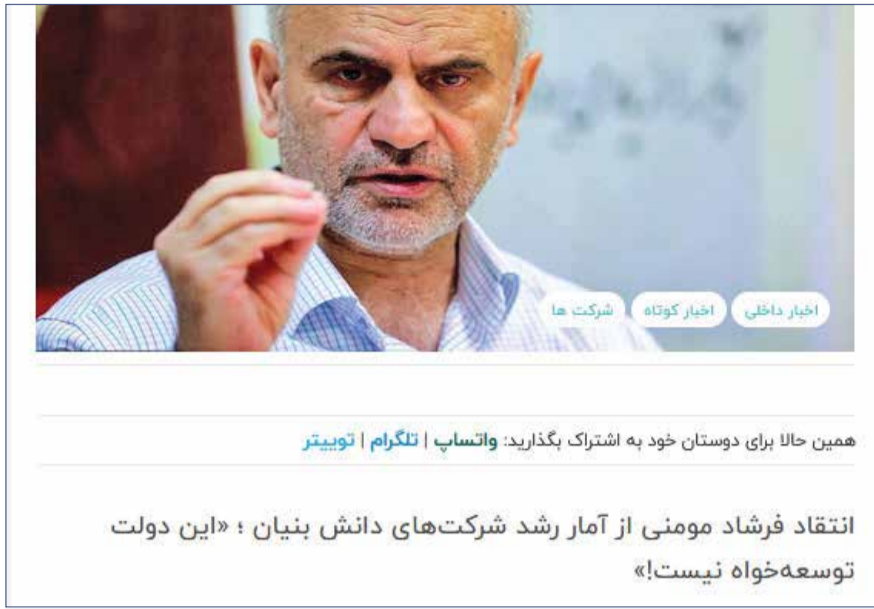 اخبار داخلی اخبار کوتاه شرکت ها
همین حالا برای دوستان خود به اشتراک بگذارید: واتساپ | تلگرام | توییتر
انتقاد فرشاد مومنی از آمار رشد شرکت‌های دانش بنیان ؛ «این دولت
توسعه‌خواه نیست!»